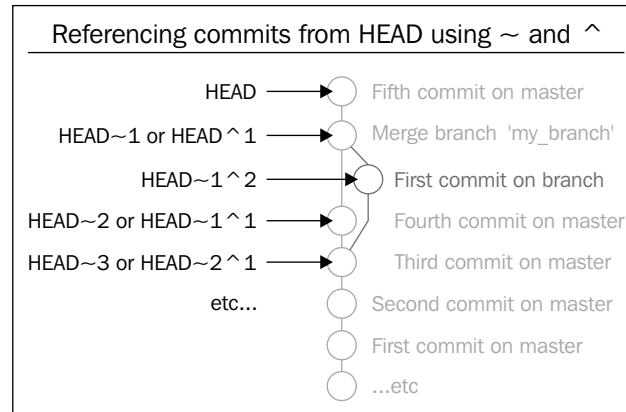 Referencing commits from HEAD using ~ and ^
HEAD Fifth commit on master
HEAD~1 or HEAD^1 Merge branch 'my_branch'
HEAD~1^2 First commit on branch
HEAD~2 or HEAD~1^1 Fourth commit on master
HEAD~3 or HEAD~2^1 Third commit on master
etc... Second commit on master
First commit on master
...etc